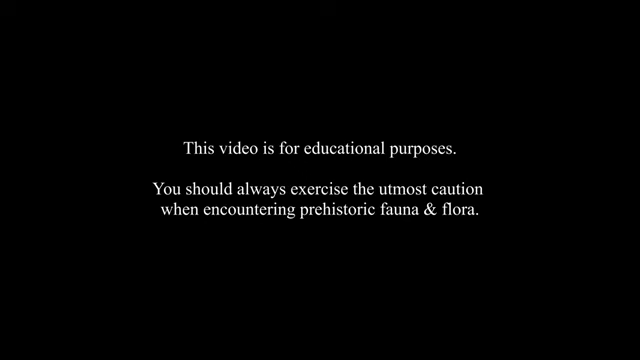 This video is for educational purposes.
You should always exercise the utmost caution
when encountering prehistoric fauna & flora.